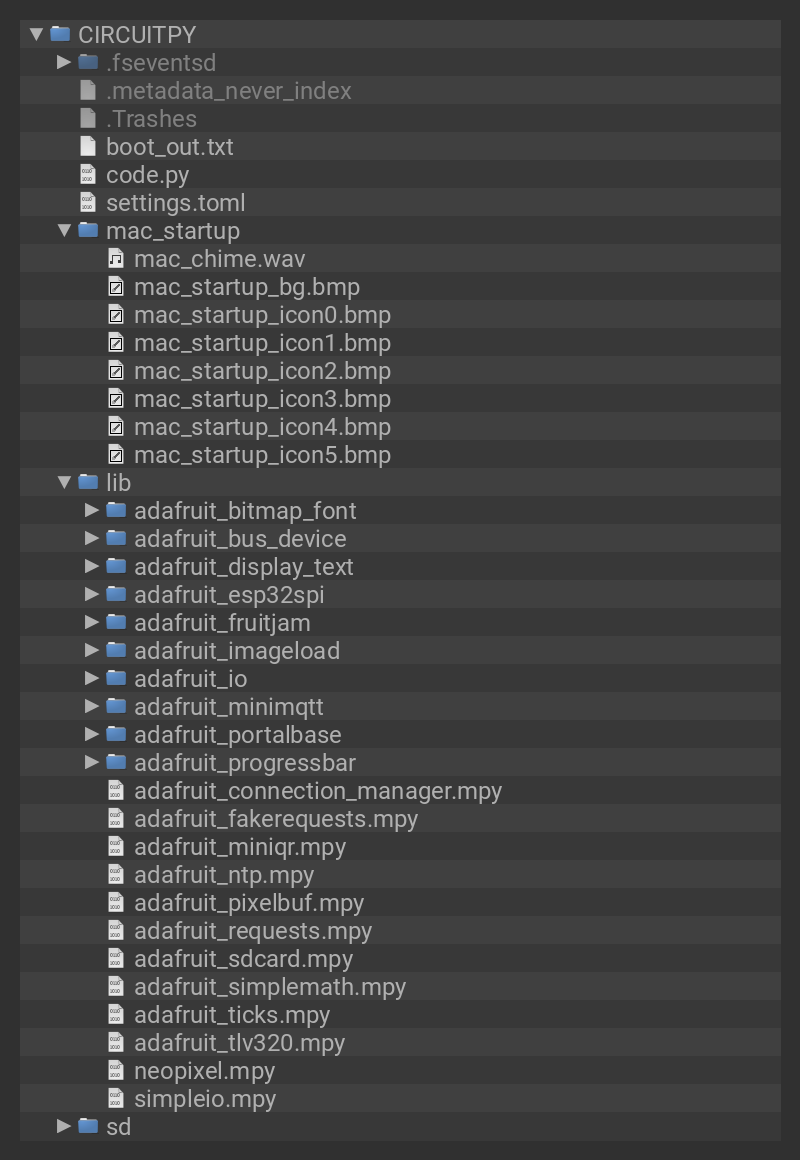 CIRCUITPY
.fseventsd
.metadata_never_index
.Trashes
boot_out.txt
code.py
settings.toml
mac_startup
mac_chime.wav
mac_startup_bg.bmp
mac_startup_icon0.bmp
mac_startup_icon1.bmp
mac_startup_icon2.bmp
mac_startup_icon3.bmp
mac_startup_icon4.bmp
mac_startup_icon5.bmp
lib
adafruit_bitmap_font
adafruit_bus_device
adafruit_display_text
adafruit_esp32spi
adafruit_fruitjam
adafruit_imageload
adafruit_io
adafruit_minimqtt
adafruit_portalbase
adafruit_progressbar
adafruit_connection_manager.mpy
adafruit_fakerequests.mpy
adafruit_miniqr.mpy
adafruit_ntp.mpy
adafruit_pixelbuf.mpy
adafruit_requests.mpy
adafruit_sdcard.mpy
adafruit_simplemath.mpy
adafruit_ticks.mpy
adafruit_tlv320.mpy
neopixel.mpy
simpleio.mpy
sd